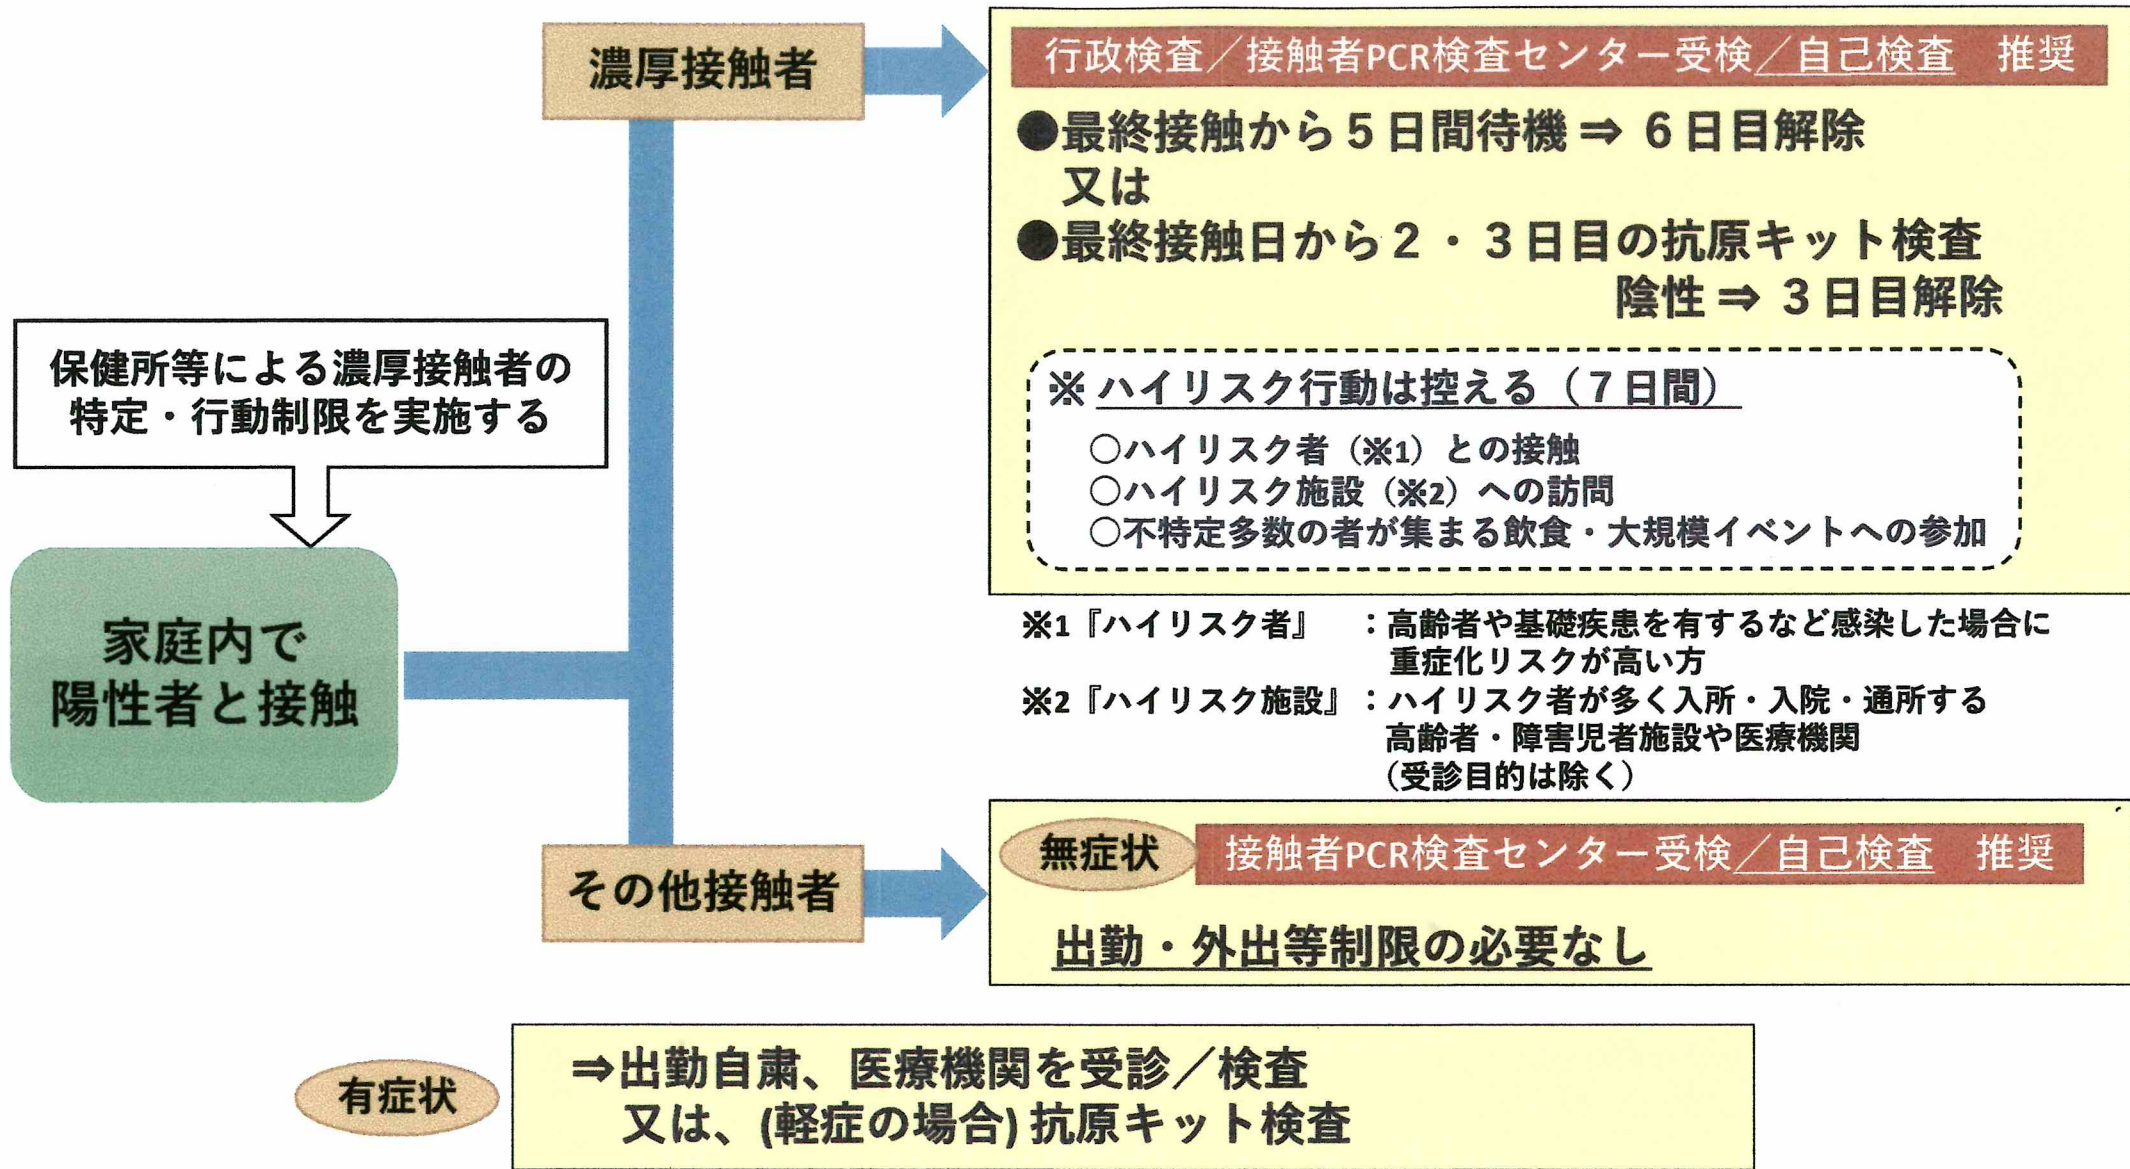 濃厚接触者
行政検査／接触者PCR検査センター受検／自己検査　推奨
●最終接触から５日間待機⇒ ６日目解除
又は
●最終接触日から２・３日目の抗原キット検査
陰性⇒ ３日目解除
※ハイリスク行動は控える（７日間）
○ハイリスク者（※1）との接触
○ハイリスク施設（※2）への訪問
○不特定多数の者が集まる飲食・大規模イベントへの参加
保健所等による濃厚接触者の
特定・行動制限を実施する
家庭内で
陽性者と接触
※1『ハイリスク者』　：高齢者や基礎疾患を有するなど感染した場合に
重症化リスクが高い方
※2『ハイリスク施設』：ハイリスク者が多く入所・入院・通所する
高齢者・障害児者施設や医療機関
（受診目的は除く）
その他接触者
無症状
接触者PCR検査センター受検／自己検査　推奨
出勤・外出等制限の必要なし
有症状
⇒出勤自粛、医療機関を受診／検査
又は、(軽症の場合) 抗原キット検査